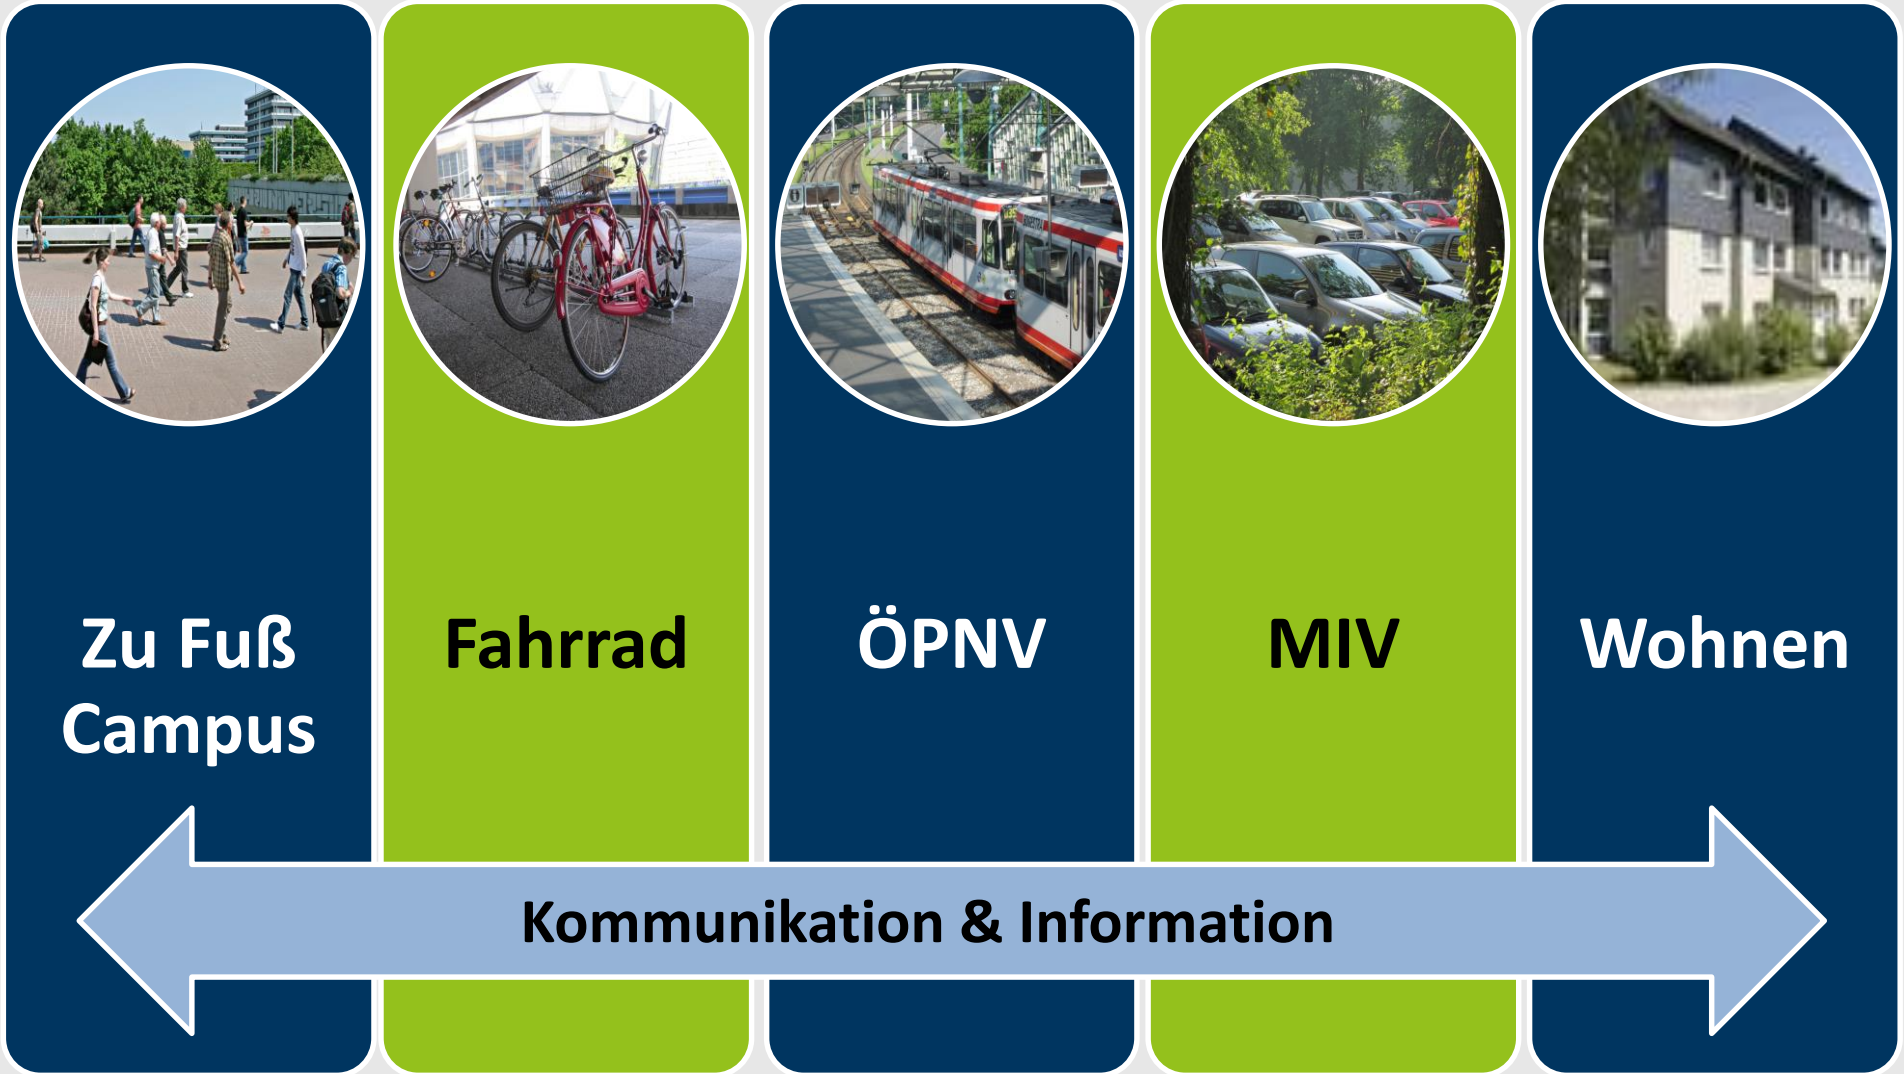 Zu Fuß
Campus
Fahrrad
ÖPNV
MIV
Wohnen
Kommunikation & Information